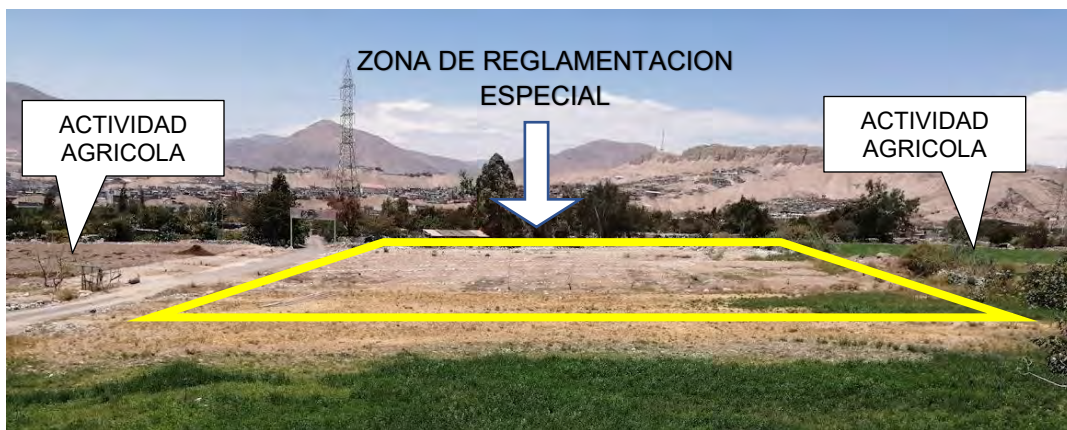 ZONA DE REGLAMENTACION
ESPECIAL
ACTIVIDAD
AGRICOLA
ACTIVIDAD
AGRICOLA